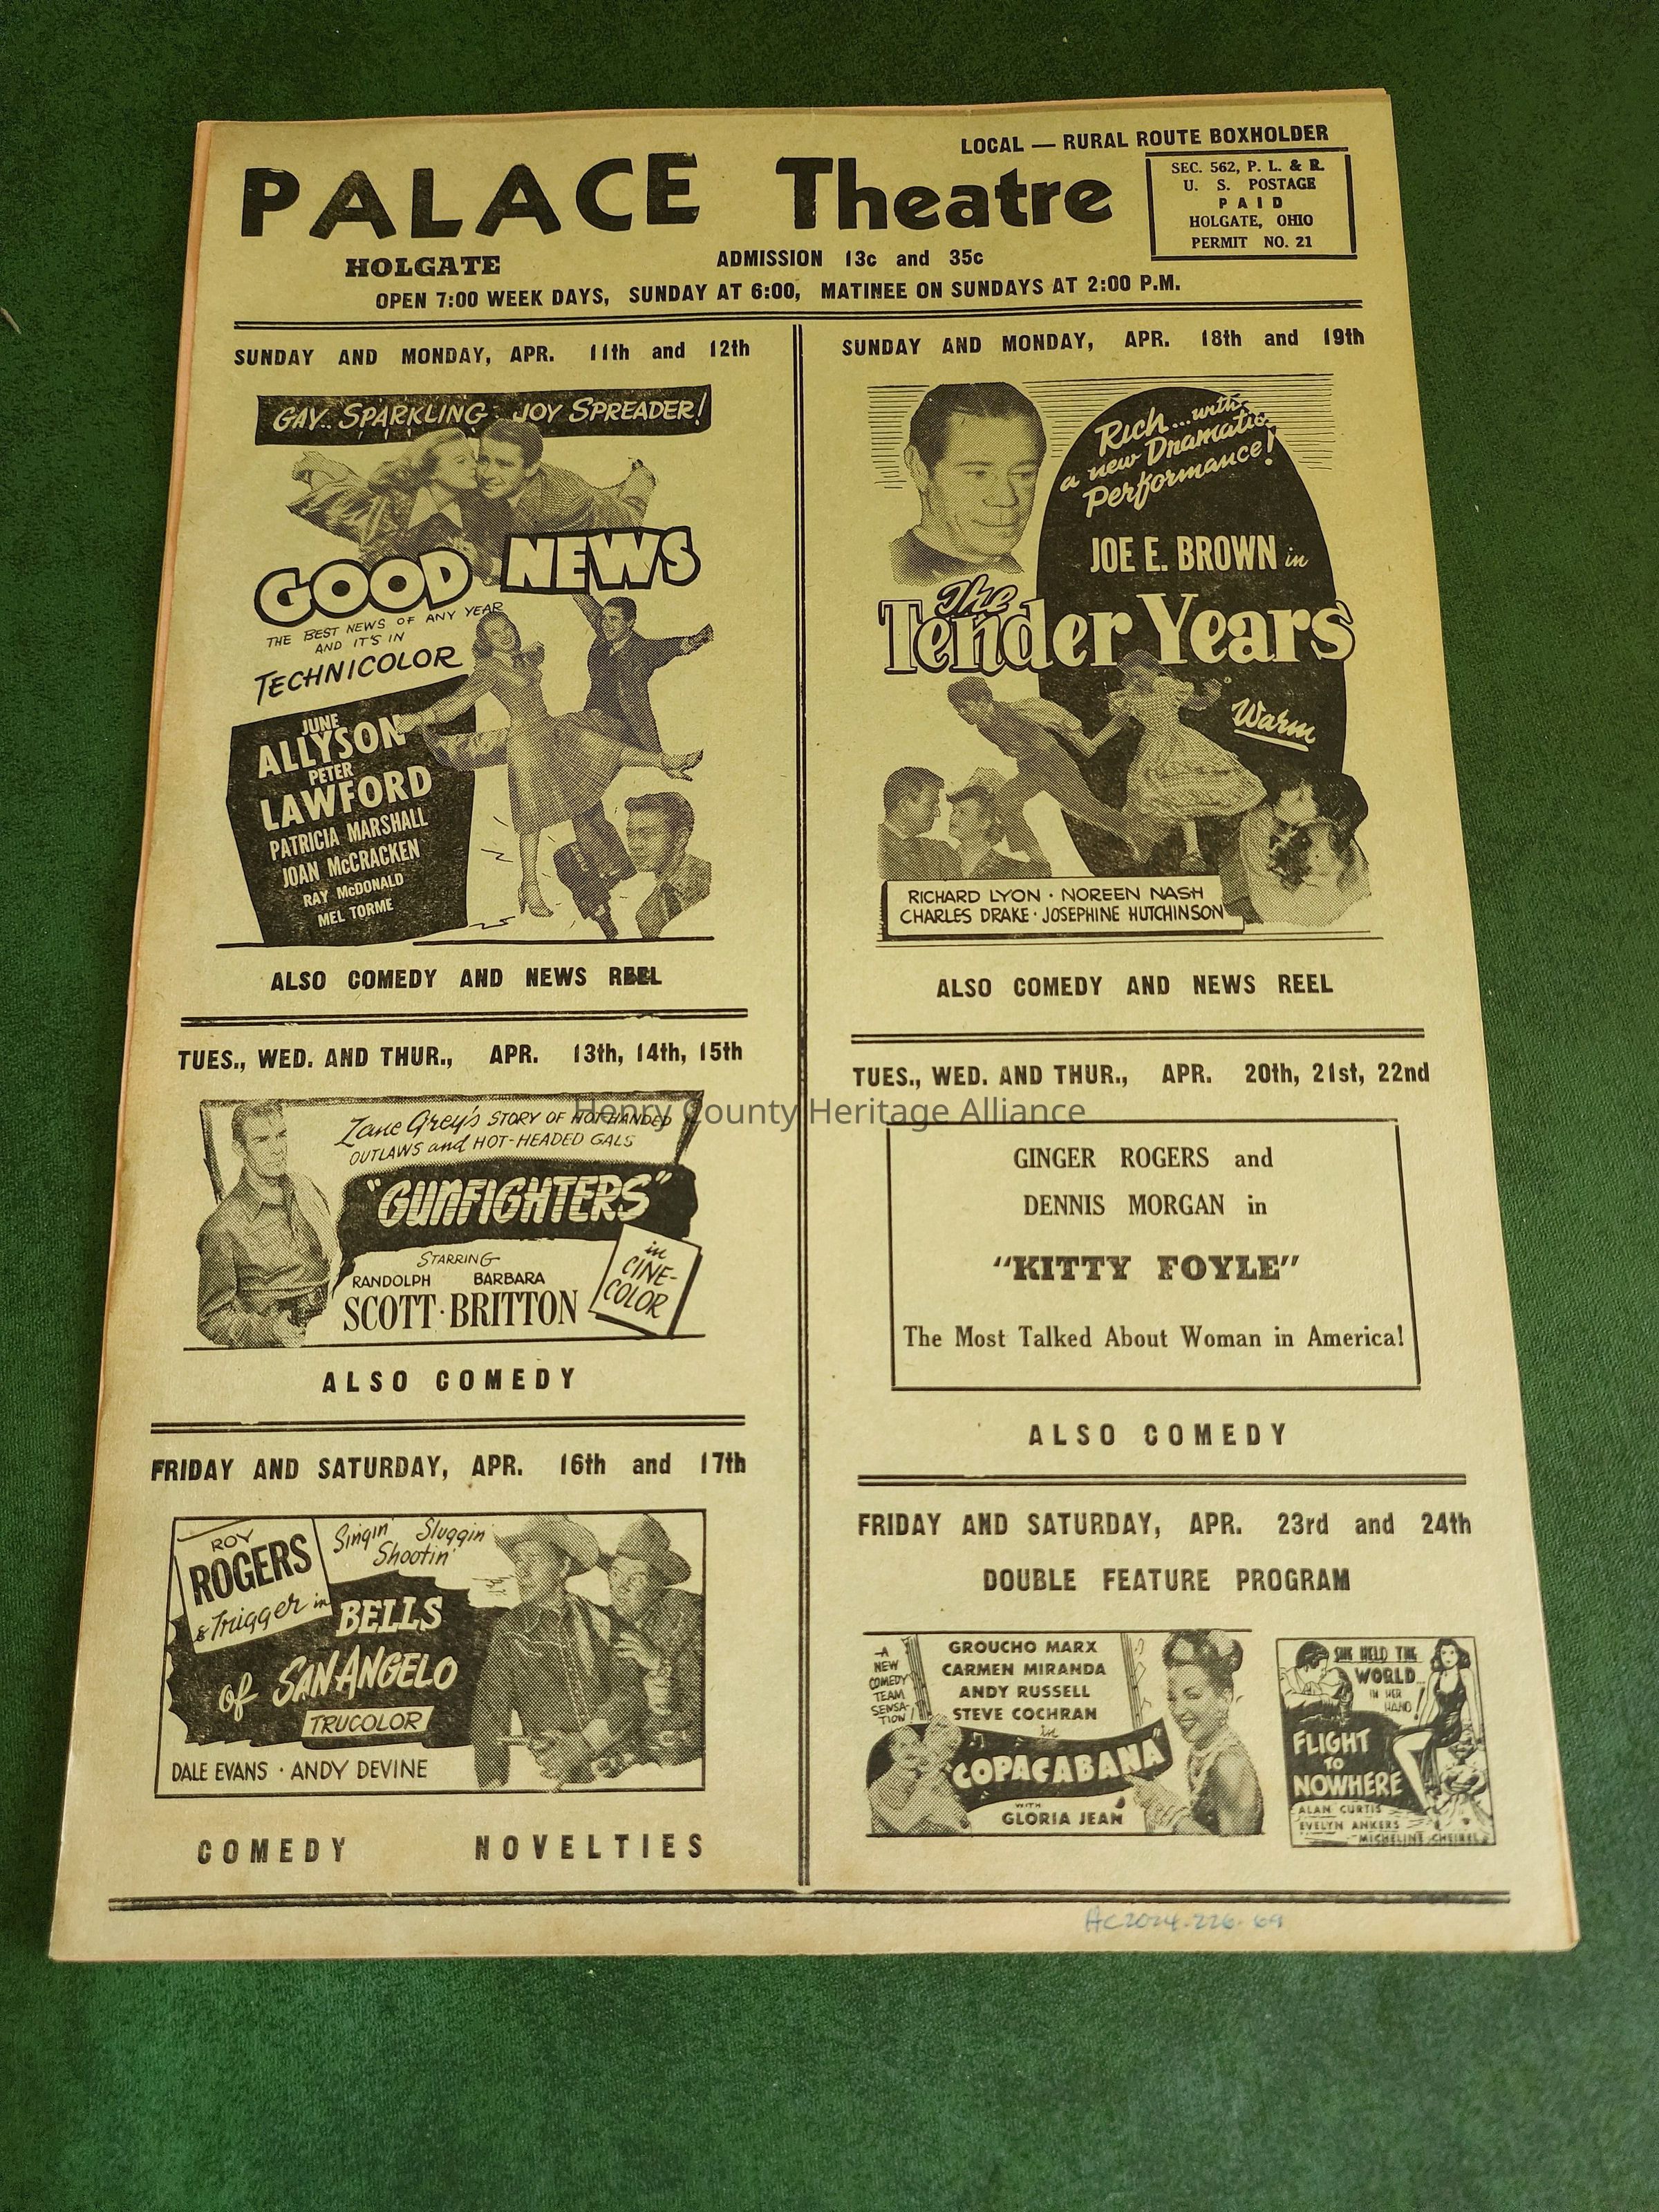 LOCAL — RURAL ROUTE BOXHOLDER
PALACE Theatre
SEC. 562, P. L. & R.
U. S. POSTAGE
PAID
HOLGATE, OHIO
PERMIT NO. 21
HOLGATE
ADMISSION 13c and 35c
OPEN 7:00 WEEK DAYS, SUNDAY AT 6:00, MATINEE ON SUNDAYS AT 2:00 P.M.
SUNDAY AND MONDAY, APR. 11th and 12th
GAY.. SPARKLING.. JOY SPREADER!
GOOD NEWS
THE BEST NEWS OF ANY YEAR
AND IT'S IN
TECHNICOLOR
JUNE
ALLYSON
PETER
LAWFORD
PATRICIA MARSHALL
JOAN McCRACKEN
RAY McDONALD
MEL TORME
ALSO COMEDY AND NEWS REEL
TUES., WED. AND THUR., APR. 13th, 14th, 15th
Zane Grey's STORY OF HOT-HANDED
OUTLAWS and HOT-HEADED GALS
"GUNFIGHTERS"
STARRING
RANDOLPH BARBARA
SCOTT · BRITTON
in
CINE-
COLOR
ALSO COMEDY
FRIDAY AND SATURDAY, APR. 16th and 17th
ROY
ROGERS
& Trigger in
Singin' Sluggin'
Shootin'
BELLS
of SAN ANGELO
TRUCOLOR
DALE EVANS · ANDY DEVINE
COMEDY NOVELTIES
SUNDAY AND MONDAY, APR. 18th and 19th
Rich...with
a new Dramatic
Performance!
JOE E. BROWN in
The
Tender Years
Warm
RICHARD LYON · NOREEN NASH
CHARLES DRAKE · JOSEPHINE HUTCHINSON
ALSO COMEDY AND NEWS REEL
TUES., WED. AND THUR., APR. 20th, 21st, 22nd
GINGER ROGERS and
DENNIS MORGAN in
"KITTY FOYLE"
The Most Talked About Woman in America!
ALSO COMEDY
FRIDAY AND SATURDAY, APR. 23rd and 24th
DOUBLE FEATURE PROGRAM
A
NEW
COMEDY
TEAM
SENSA-
TION!
GROUCHO MARX
CARMEN MIRANDA
ANDY RUSSELL
STEVE COCHRAN
in
COPACABANA
WITH
GLORIA JEAN
SHE HELD THE
WORLD...
IN HER
HAND!
FLIGHT
TO
NOWHERE
ALAN CURTIS
EVELYN ANKERS
MICHELINE CHEIREL
AC2024.226.69
Henry County Heritage Alliance